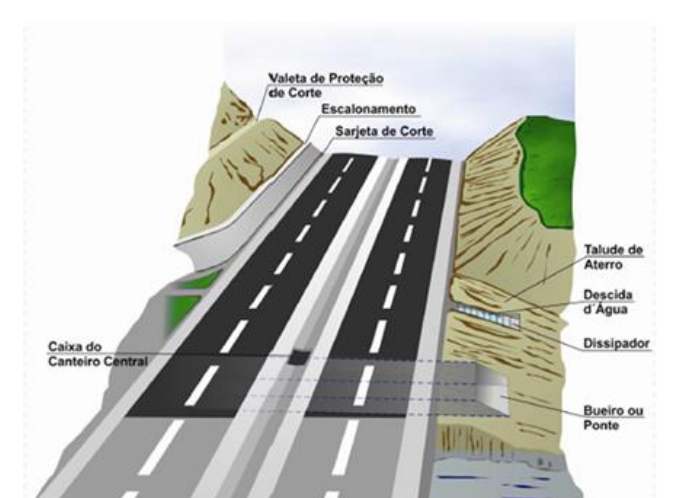 Valeta de Proteção
de Corte
Escalonamento
Sarjeta de Corte
Talude de
Aterro
Descida
d´Água
Dissipador
Caixa do
Canteiro Central
Bueiro ou
Ponte